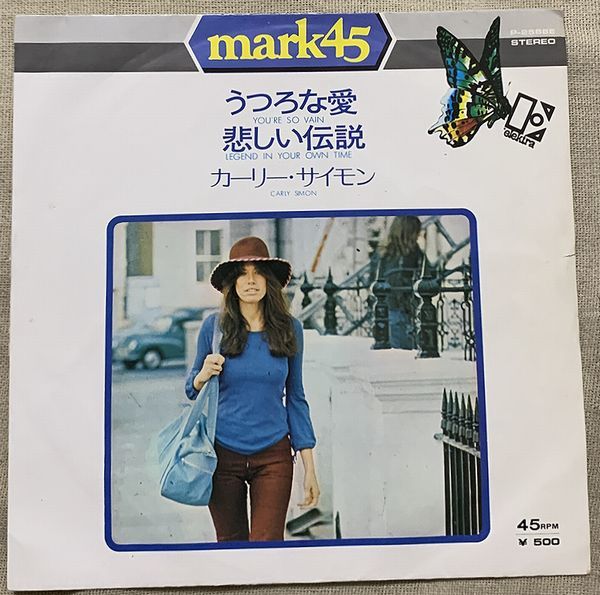 mark45
STEREO
うつろな愛
YOU'RE SO VAIN
悲しい伝説
LEGEND IN YOUR OWN TIME
カーリー・サイモン
CARLY SIMON
elektra
45RPM
¥ 500